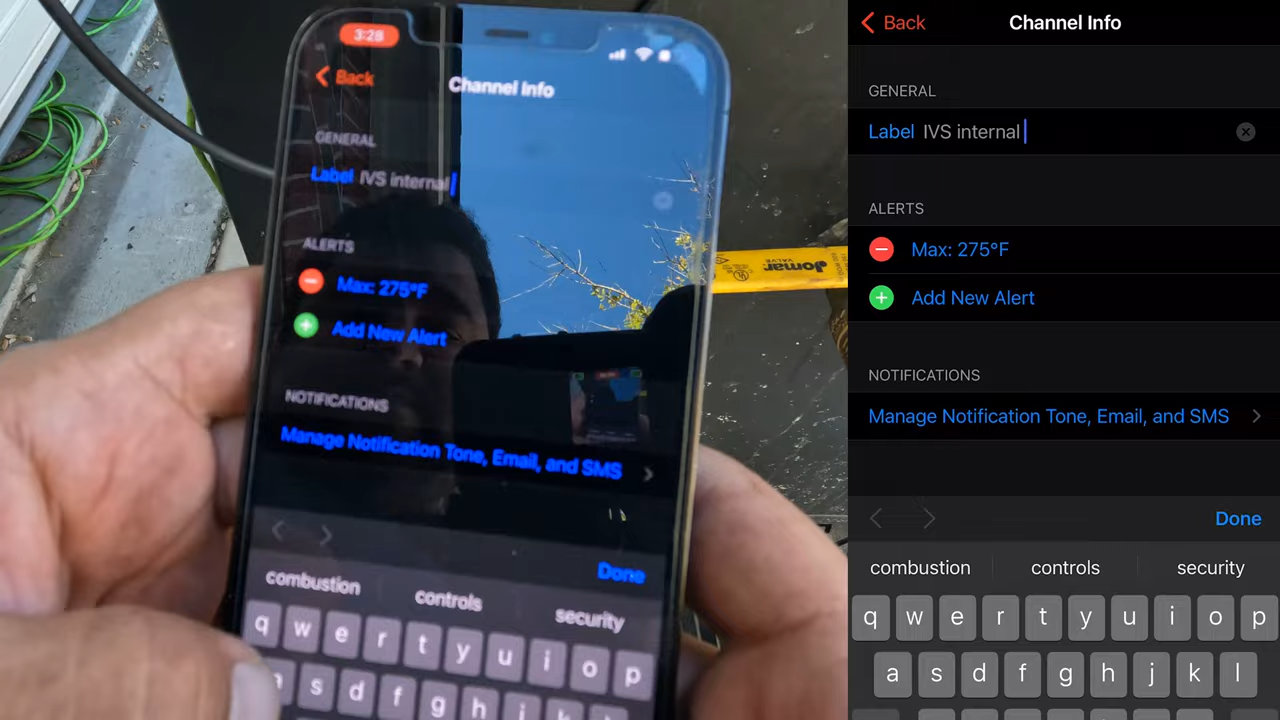 3:28
Back
Channel Info
GENERAL
Label IVS internal
ALERTS
Max: 275°F
Add New Alert
NOTIFICATIONS
Manage Notification Tone, Email, and SMS
Done
combustion controls security
q w e r t y u i o p
s d f g h j
Jomar
VALVE
Back
Channel Info
GENERAL
Label IVS internal
ALERTS
Max: 275°F
Add New Alert
NOTIFICATIONS
Manage Notification Tone, Email, and SMS
Done
combustion controls security
q w e r t y u i o p
a s d f g h j k l